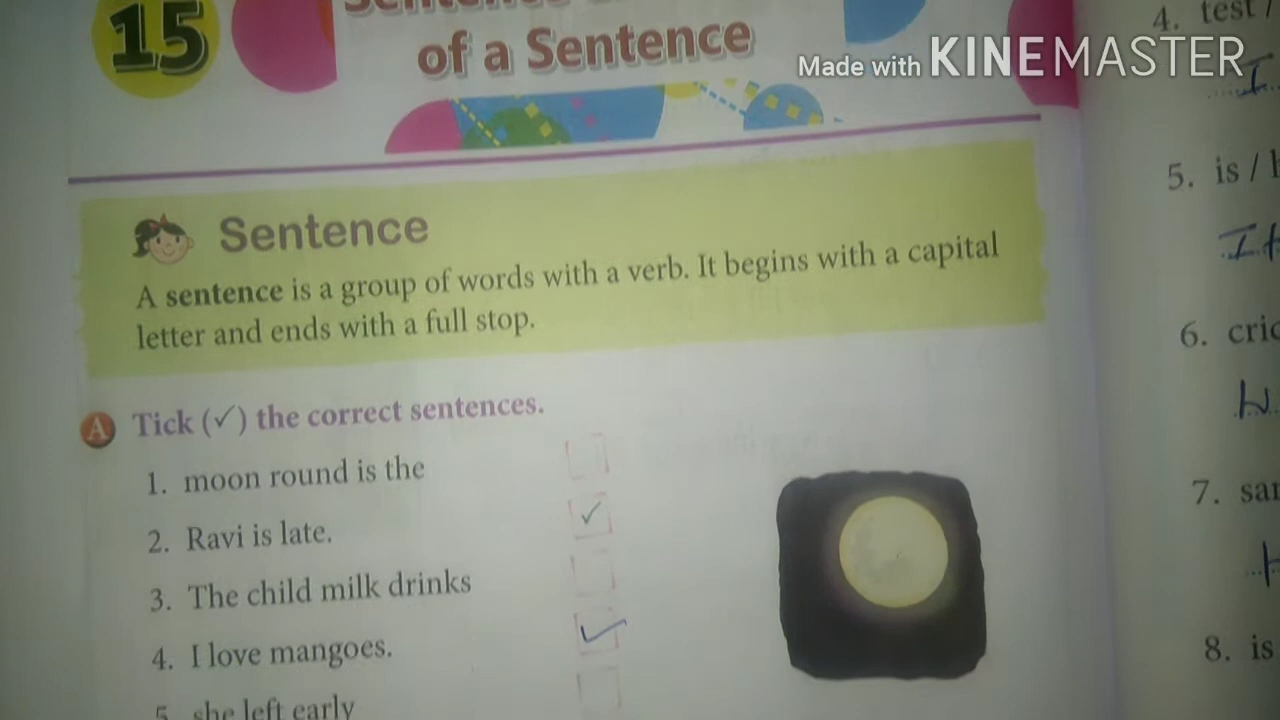 15
of a Sentence
Made with KINEMASTER
Sentence
A sentence is a group of words with a verb. It begins with a capital
letter and ends with a full stop.
A Tick (✓) the correct sentences.
1. moon round is the
2. Ravi is late. ✓
3. The child milk drinks
4. I love mangoes. ✓
5. she left early
4. test /
I
5. is /
It
6.
7.
8. is